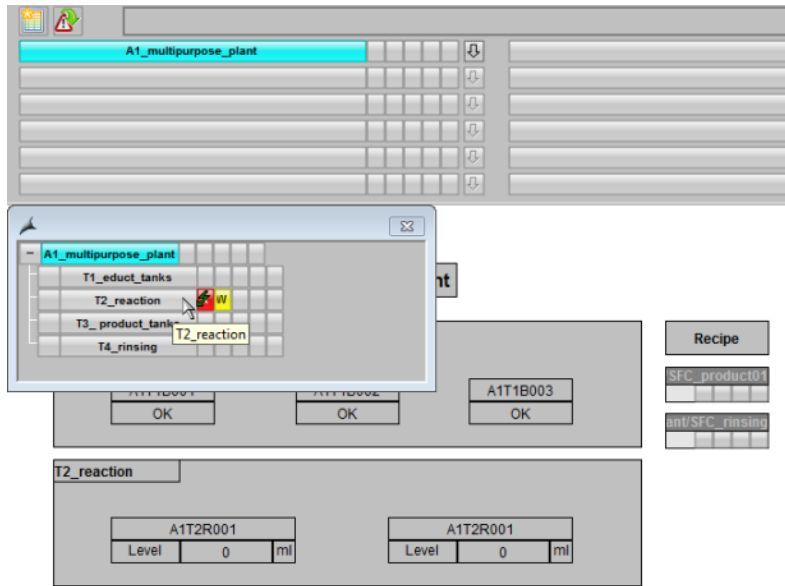 A1_multipurpose_plant
A1_multipurpose_plant
T1_educt_tanks
T2_reaction W
T3_ product_tanks
T2_reaction
T4_rinsing
nt
Recipe
SFC_product01
ant/SFC_rinsing
A1T1B003
OK OK OK
T2_reaction
A1T2R001 A1T2R001
Level 0 ml Level 0 ml